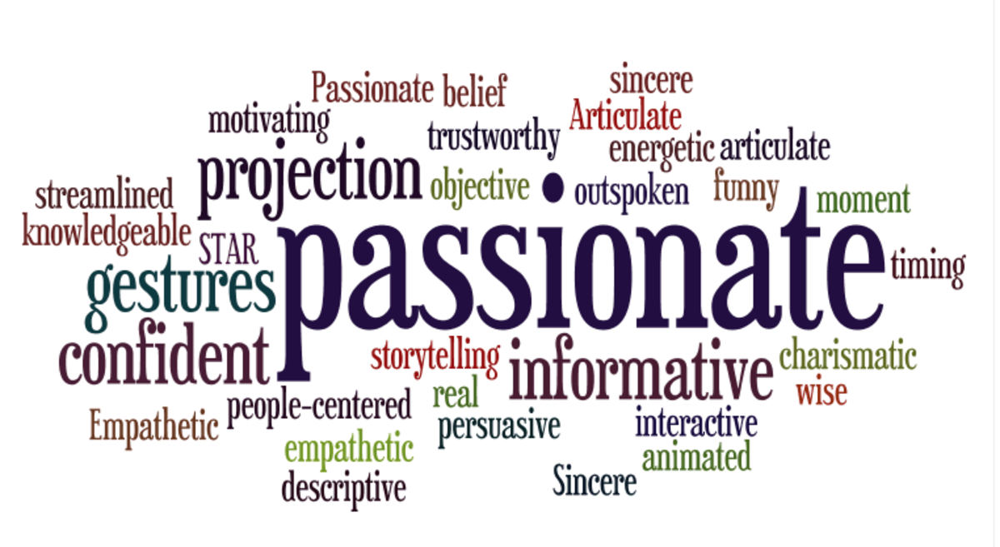 sincere
Passionate belief
motivating trustworthy Articulate
energetic articulate
projection objective outspoken funny
streamlined moment
knowledgeable STAR
passionate timing
gestures
confident storytelling informative charismatic
real wise
Empathetic people-centered persuasive interactive
empathetic animated
descriptive Sincere